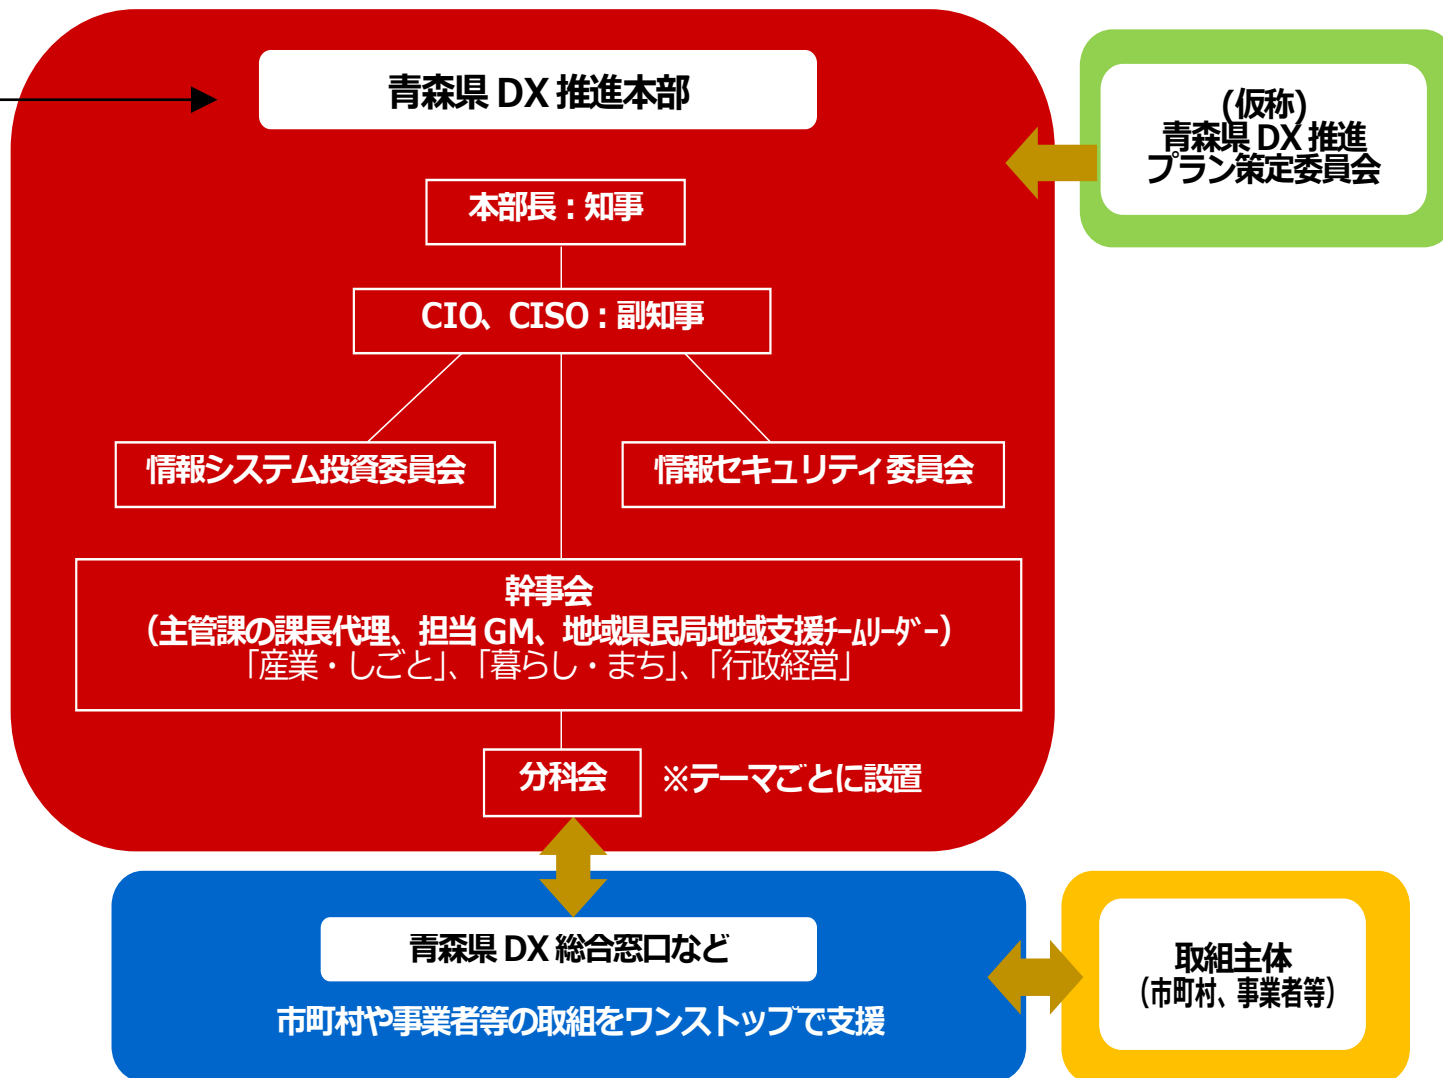 青森県 DX 推進本部
(仮称)
青森県 DX 推進
プラン策定委員会
本部長：知事
CIO、CISO：副知事
情報システム投資委員会
情報セキュリティ委員会
幹事会
（主管課の課長代理、担当 GM、地域県民局地域支援ﾁｰﾑﾘｰﾀﾞｰ）
「産業・しごと」、「暮らし・まち」、「行政経営」
分科会
※テーマごとに設置
青森県 DX 総合窓口など
市町村や事業者等の取組をワンストップで支援
取組主体
（市町村、事業者等）